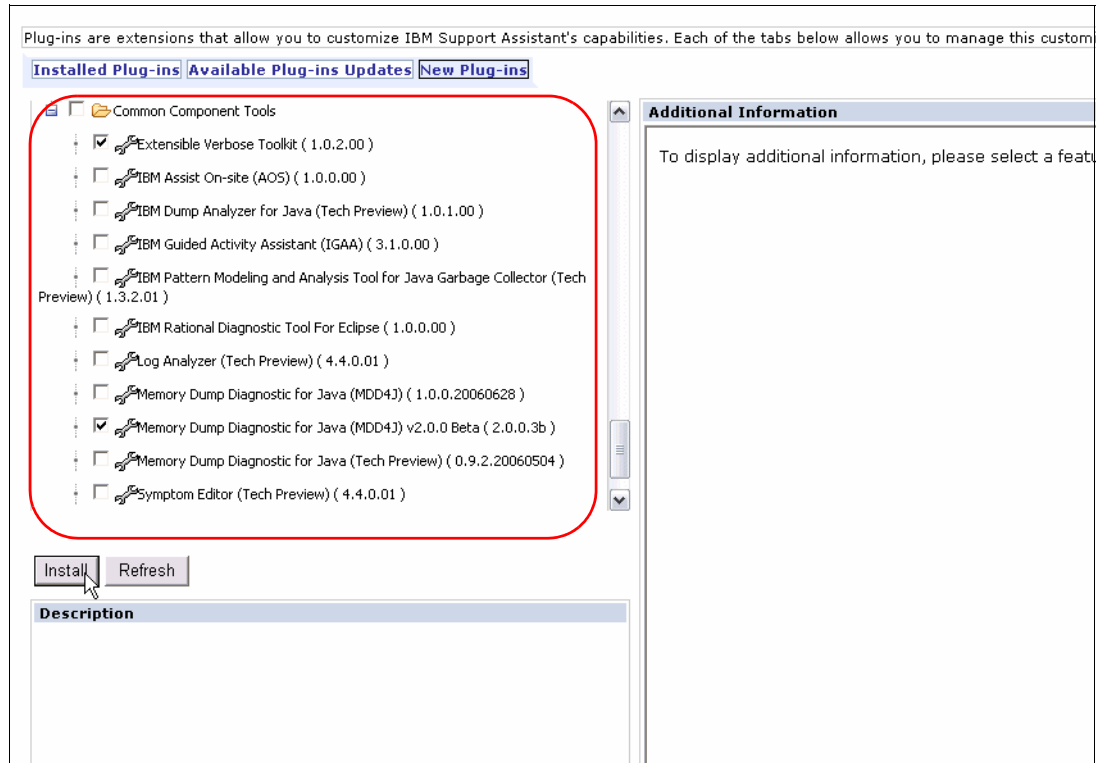 Plug-ins are extensions that allow you to customize IBM Support Assistant's capabilities. Each of the tabs below allows you to manage this customi
Installed Plug-ins Available Plug-ins Updates New Plug-ins
Common Component Tools
Extensible Verbose Toolkit ( 1.0.2.00 )
IBM Assist On-site (AOS) ( 1.0.0.00 )
IBM Dump Analyzer for Java (Tech Preview) ( 1.0.1.00 )
IBM Guided Activity Assistant (IGAA) ( 3.1.0.00 )
IBM Pattern Modeling and Analysis Tool for Java Garbage Collector (Tech
Preview) ( 1.3.2.01 )
IBM Rational Diagnostic Tool For Eclipse ( 1.0.0.00 )
Log Analyzer (Tech Preview) ( 4.4.0.01 )
Memory Dump Diagnostic for Java (MDD4J) ( 1.0.0.20060628 )
Memory Dump Diagnostic for Java (MDD4J) v2.0.0 Beta ( 2.0.0.3b )
Memory Dump Diagnostic for Java (Tech Preview) ( 0.9.2.20060504 )
Symptom Editor (Tech Preview) ( 4.4.0.01 )
Install Refresh
Description
Additional Information
To display additional information, please select a featu